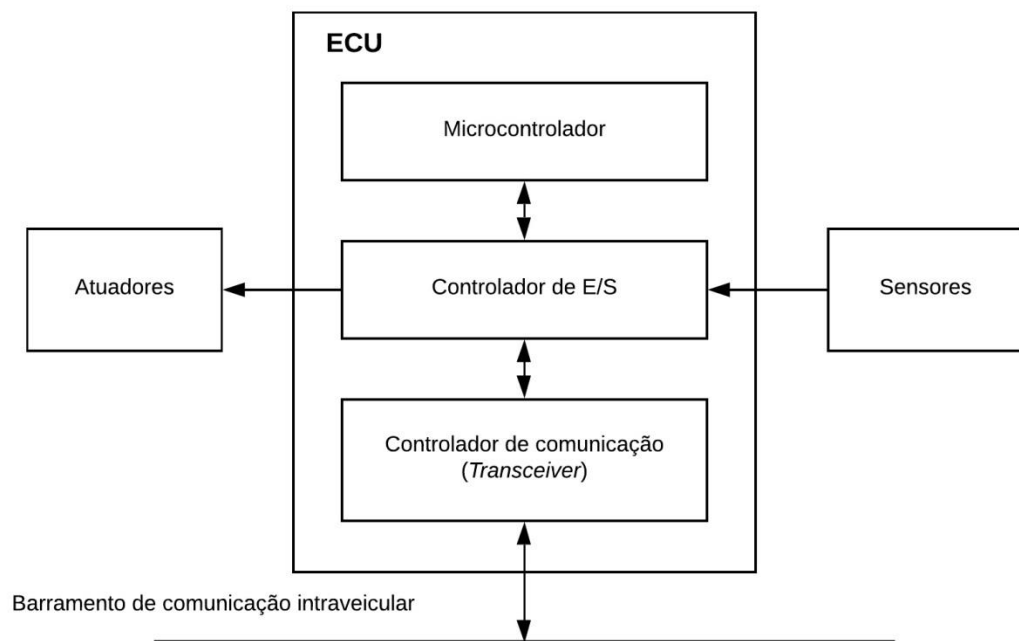 ECU
Microcontrolador
Atuadores
Controlador de E/S
Sensores
Controlador de comunicação
(Transceiver)
Barramento de comunicação intraveicular